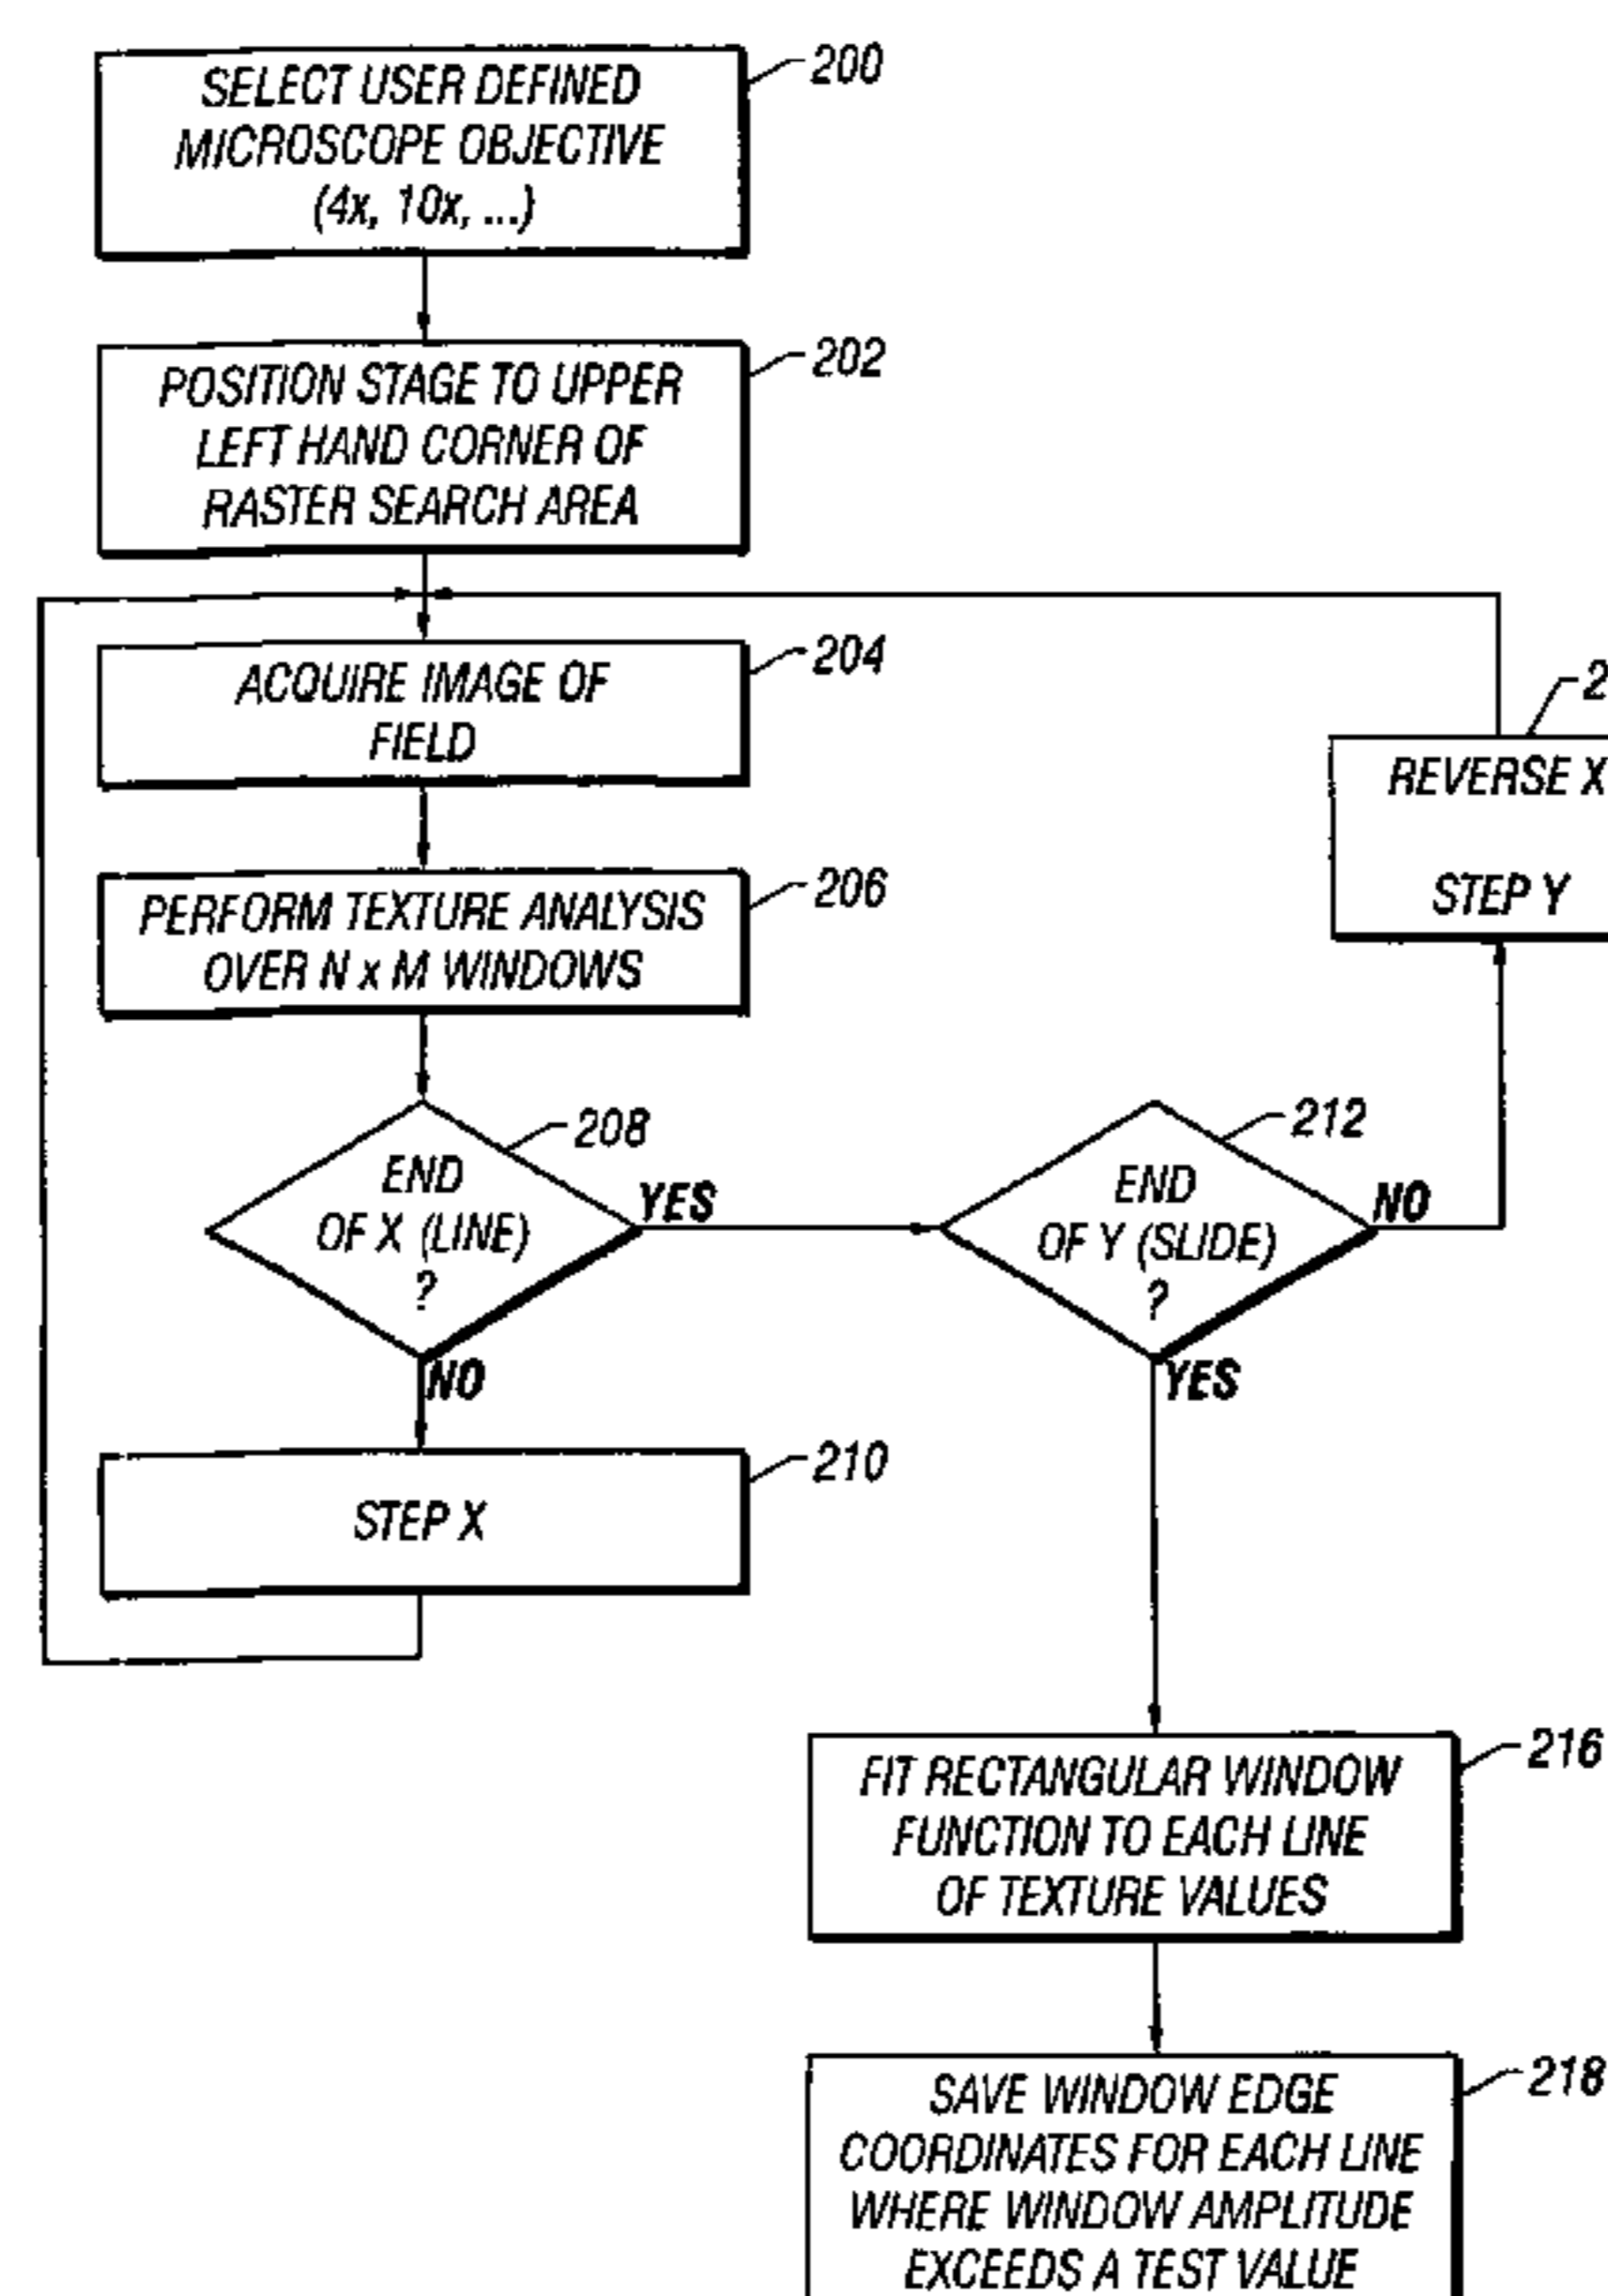 SELECT USER DEFINED
MICROSCOPE OBJECTIVE
(4x, 10x, ...)
200
POSITION STAGE TO UPPER
LEFT HAND CORNER OF
RASTER SEARCH AREA
202
ACQUIRE IMAGE OF
FIELD
204
REVERSE X
STEP Y
PERFORM TEXTURE ANALYSIS
OVER N x M WINDOWS
206
END
OF X (LINE)
?
208
YES
NO
END
OF Y (SLIDE)
?
212
NO
YES
STEP X
210
FIT RECTANGULAR WINDOW
FUNCTION TO EACH LINE
OF TEXTURE VALUES
216
SAVE WINDOW EDGE
COORDINATES FOR EACH LINE
WHERE WINDOW AMPLITUDE
EXCEEDS A TEST VALUE
218